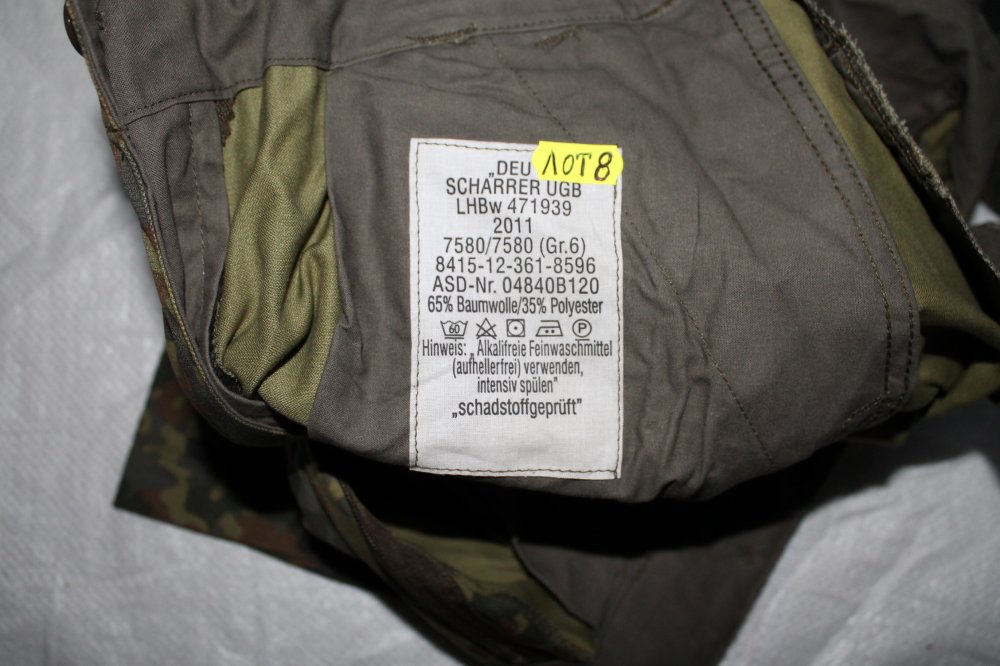 „DEU
ЛОТ 8
SCHARRER UGB
LHBw 471939
2011
7580/7580 (Gr.6)
8415-12-361-8596
ASD-Nr. 04840B120
65% Baumwolle/35% Polyester
60 P
Hinweis: „Alkalifreie Feinwaschmittel
(aufhellerfrei) verwenden,
intensiv spülen"
„schadstoffgeprüft"